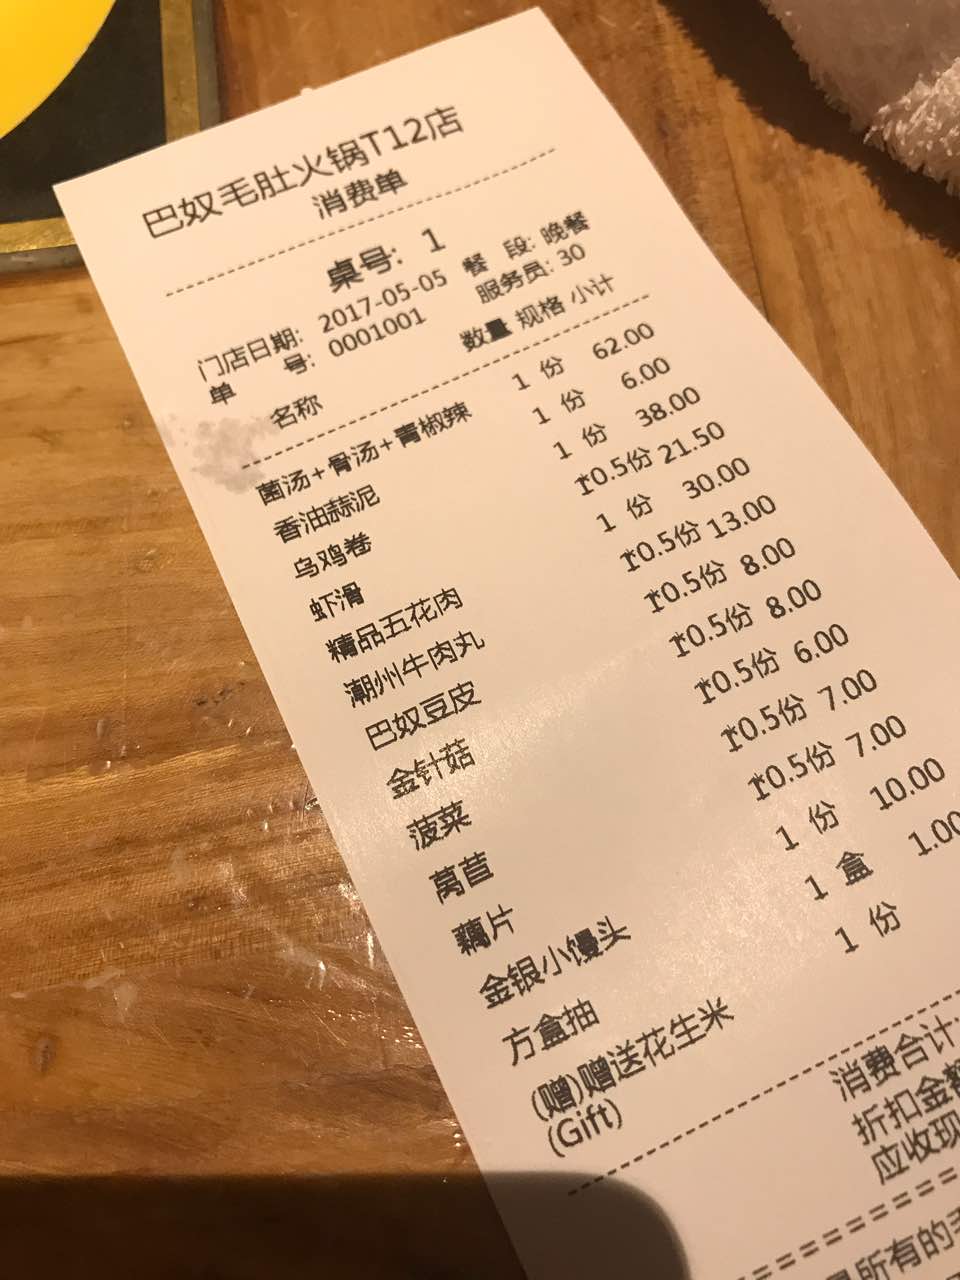 巴奴毛肚火锅T12店
消费单
桌号: 1
门店日期: 2017-05-05 餐 段: 晚餐
单 号: 0001001 服务员: 30
名称 数量 规格 小计
菌汤+骨汤+青椒辣 1 份 62.00
香油蒜泥 1 份 6.00
乌鸡卷 1 份 38.00
虾滑 r*0.5份 21.50
精品五花肉 1 份 30.00
潮州牛肉丸 r*0.5份 13.00
巴奴豆皮 r*0.5份 8.00
金针菇 r*0.5份 8.00
菠菜 r*0.5份 6.00
莴苣 r*0.5份 7.00
藕片 r*0.5份 7.00
金银小馒头 1 份 10.00
方盒抽 1 盒 1.00
(赠)赠送花生米 1 份
(Gift)
消费合计:
折扣金额
应收现
所有的